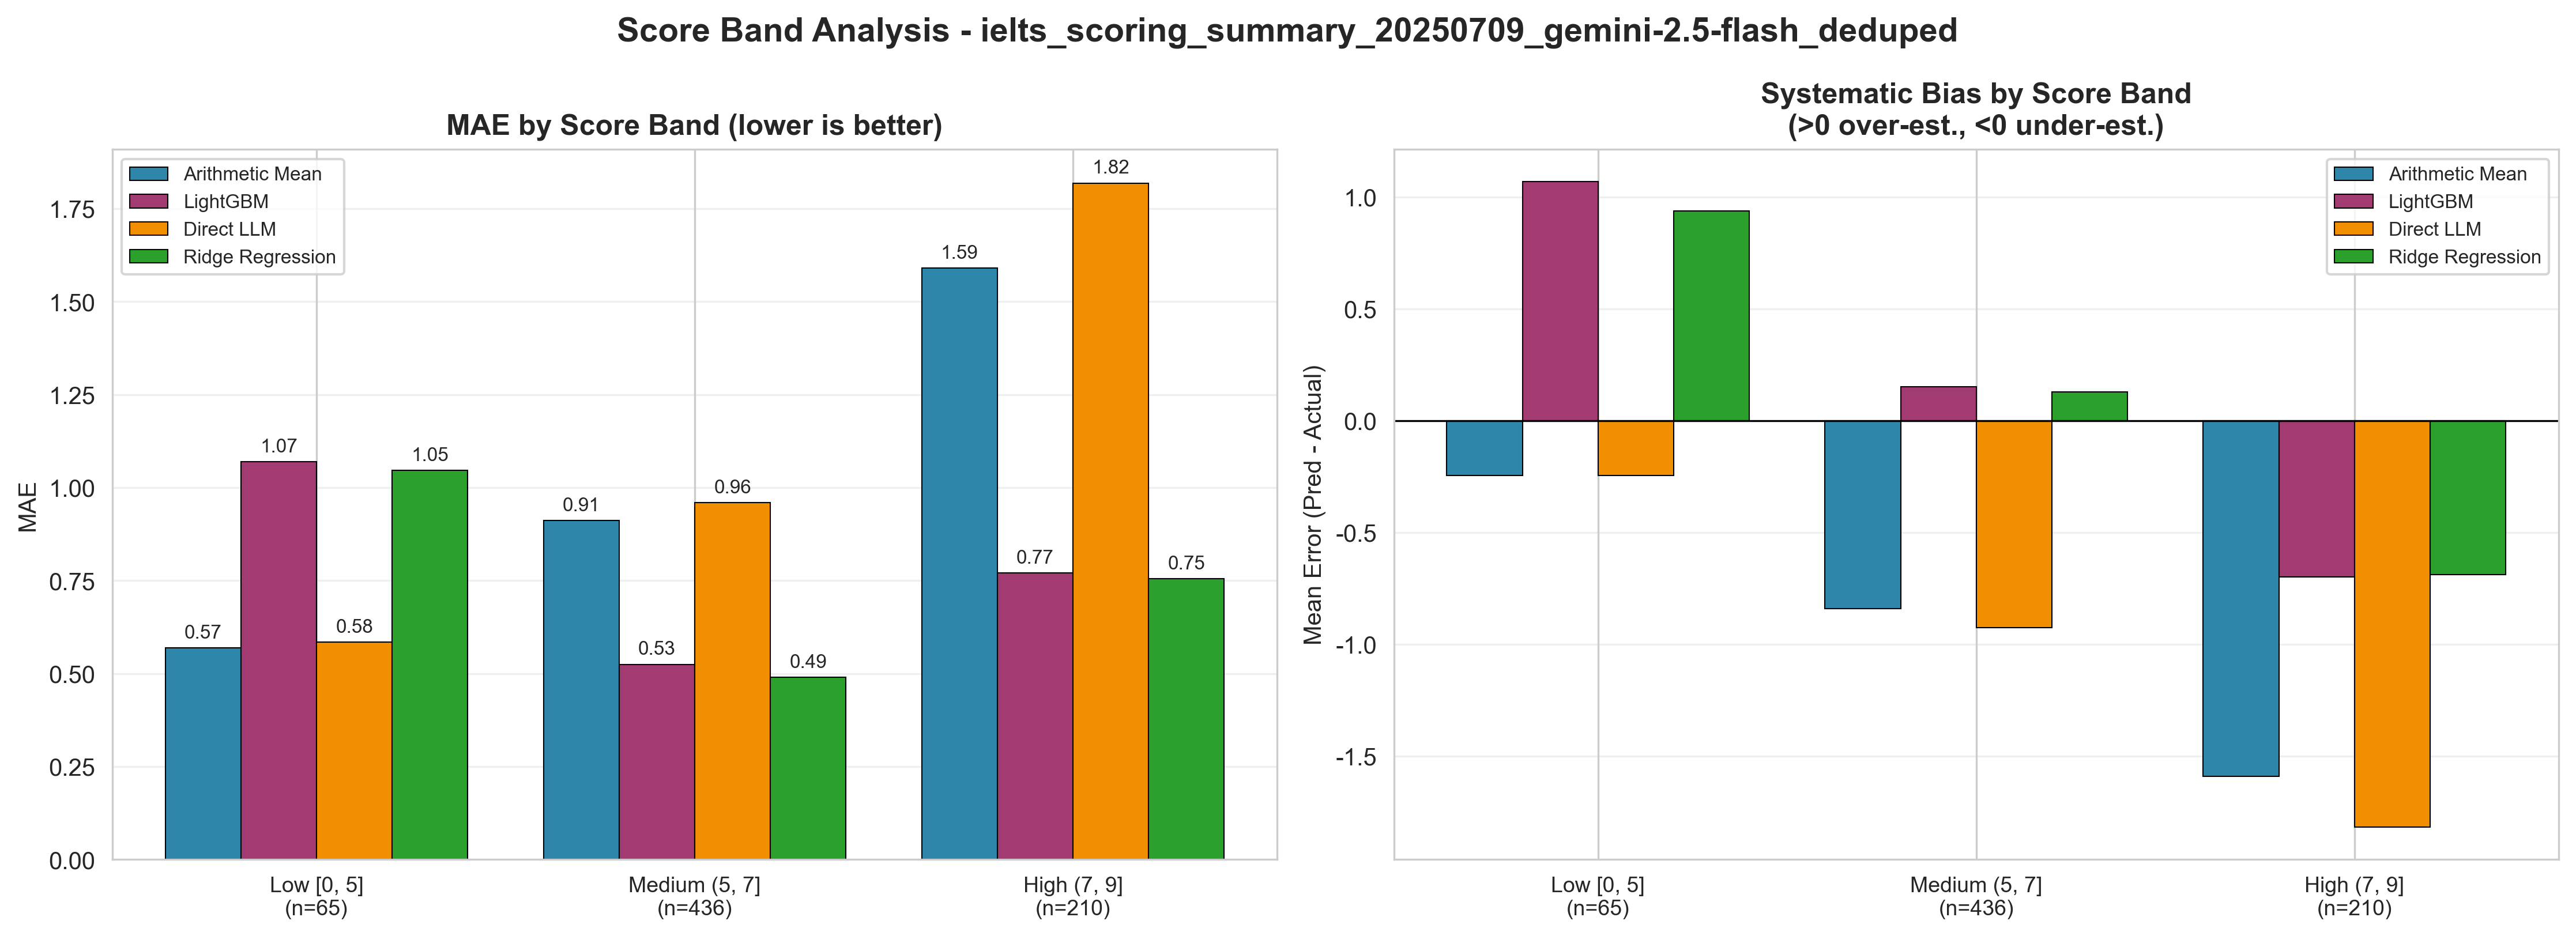 Score Band Analysis - ielts_scoring_summary_20250709_gemini-2.5-flash_deduped
MAE by Score Band (lower is better)
Arithmetic Mean
LightGBM
Direct LLM
Ridge Regression
MAE
1.75
1.50
1.25
1.00
0.75
0.50
0.25
0.00
0.57
1.07
0.58
1.05
0.91
0.53
0.96
0.49
1.59
0.77
1.82
0.75
Low [0, 5]
(n=65)
Medium (5, 7]
(n=436)
High (7, 9]
(n=210)
Systematic Bias by Score Band
(>0 over-est., <0 under-est.)
Arithmetic Mean
LightGBM
Direct LLM
Ridge Regression
Mean Error (Pred - Actual)
1.0
0.5
0.0
-0.5
-1.0
-1.5
Low [0, 5]
(n=65)
Medium (5, 7]
(n=436)
High (7, 9]
(n=210)